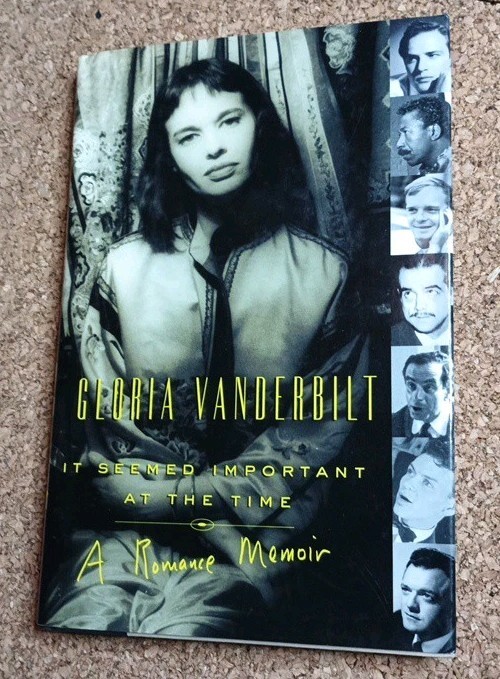 GLORIA VANDERBILT
IT SEEMED IMPORTANT
AT THE TIME
A Romance Memoir